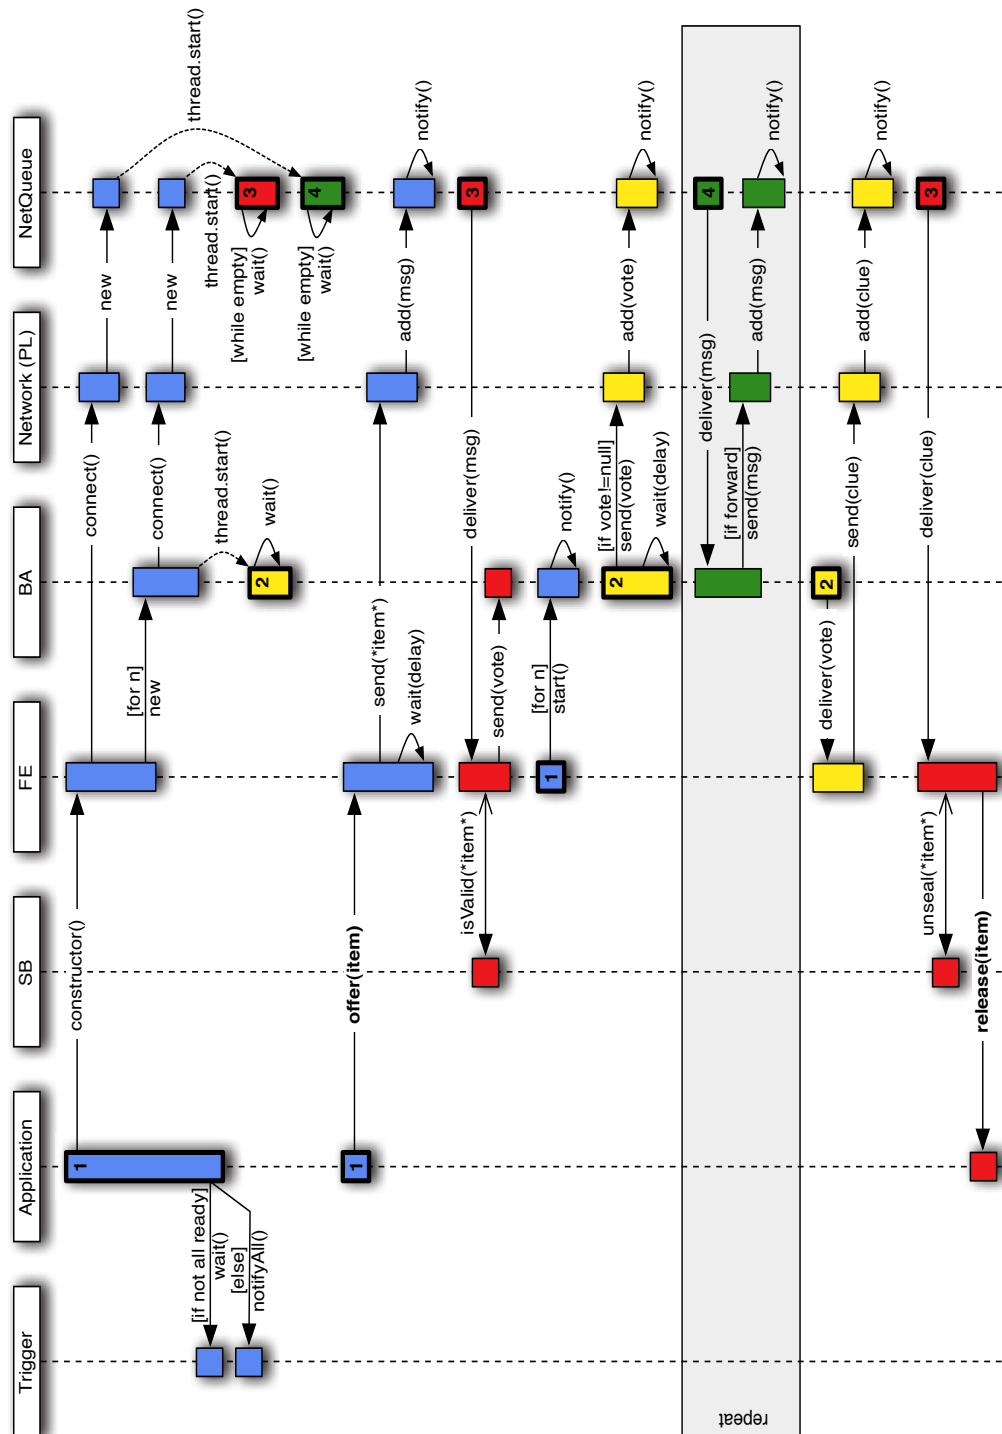 Trigger
Application
SB
FE
BA
Network (PL)
NetQueue
1
constructor()
connect()
new
thread.start()
[for n]
new
connect()
new
thread.start()
thread.start()
[if not all ready]
wait()
[else]
notifyAll()
2
wait()
3
[while empty]
wait()
4
[while empty]
wait()
1
offer(item)
send(*item*)
wait(delay)
add(msg)
notify()
3
deliver(msg)
isValid(*item*)
send(vote)
1
[for n]
start()
notify()
2
[if vote!=null]
send(vote)
wait(delay)
add(vote)
notify()
repeat
4
deliver(msg)
[if forward]
send(msg)
add(msg)
notify()
2
deliver(vote)
send(clue)
add(clue)
notify()
3
deliver(clue)
unseal(*item*)
release(item)